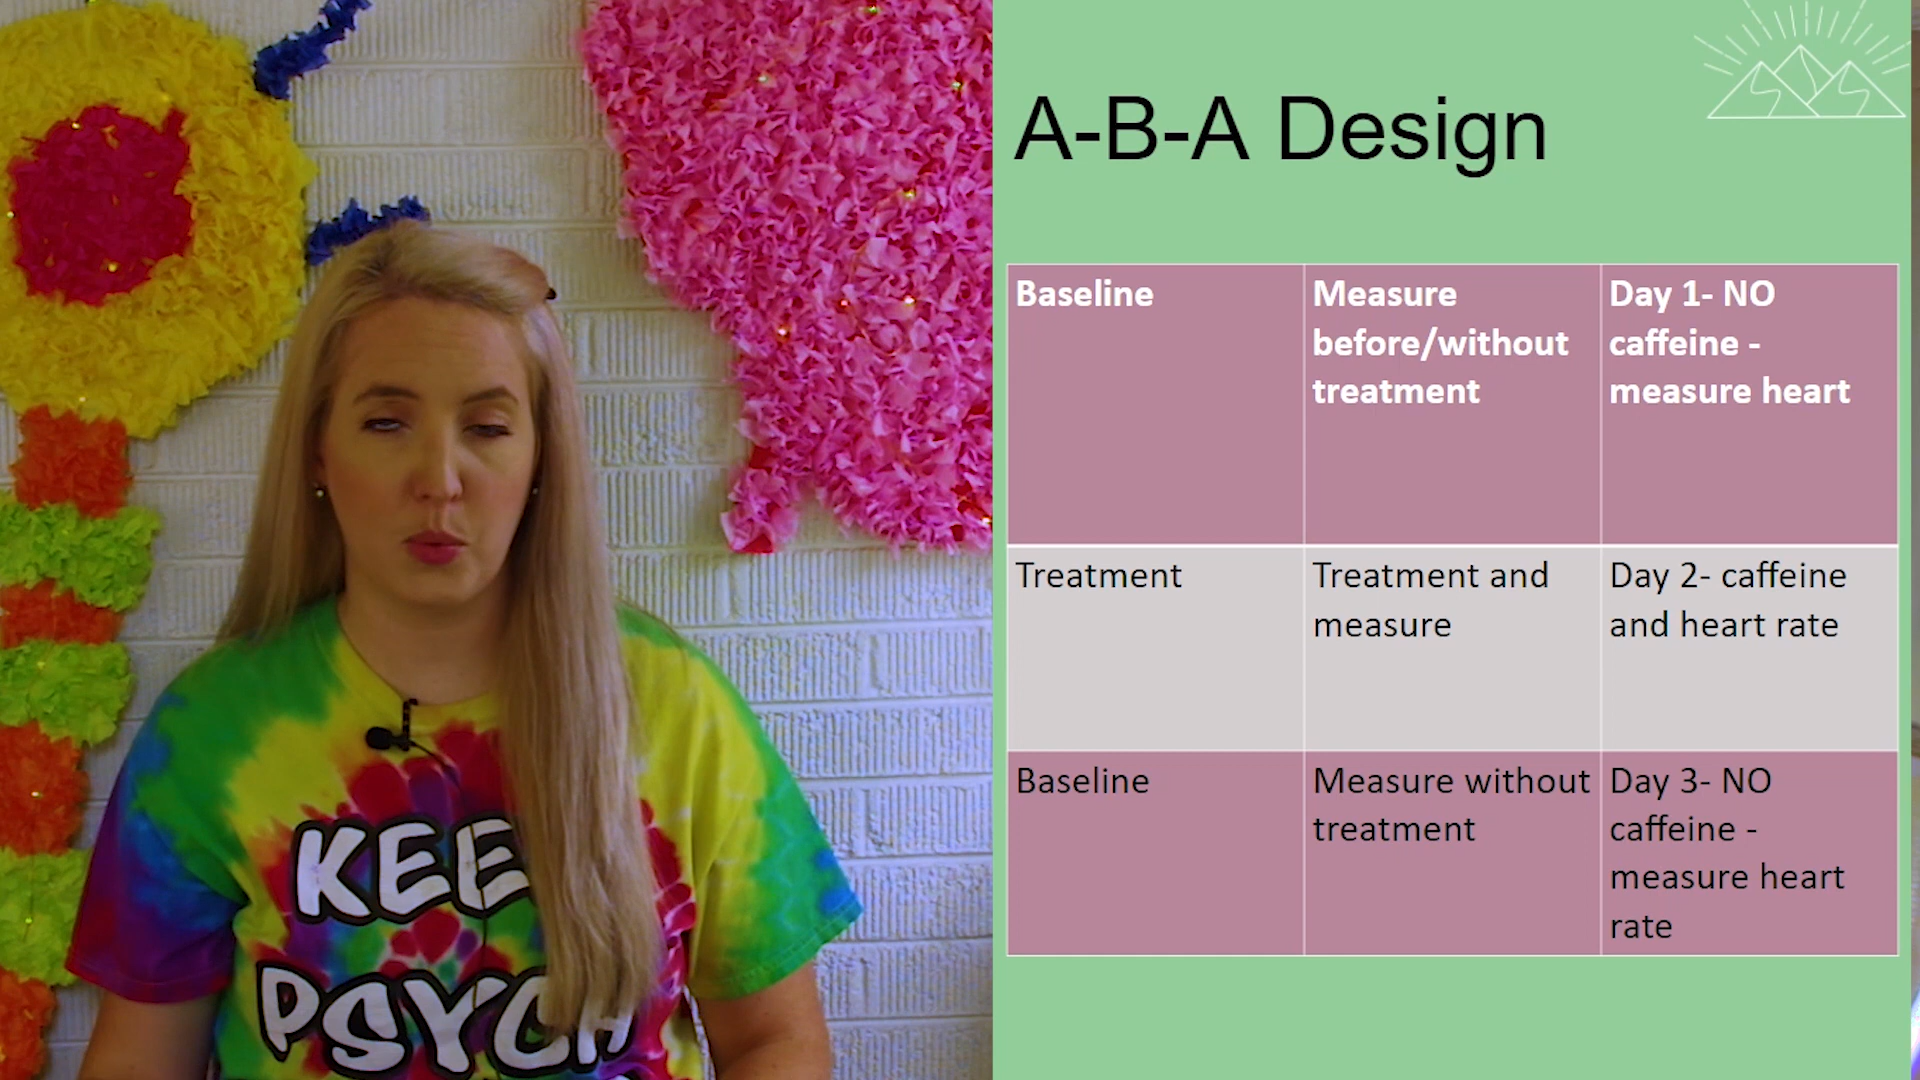 A-B-A Design
Baseline
Measure
before/without
treatment
Day 1- NO
caffeine -
measure heart
Treatment
Treatment and
measure
Day 2- caffeine
and heart rate
Baseline
Measure without
treatment
Day 3- NO
caffeine -
measure heart
rate
KEE
PSYCH